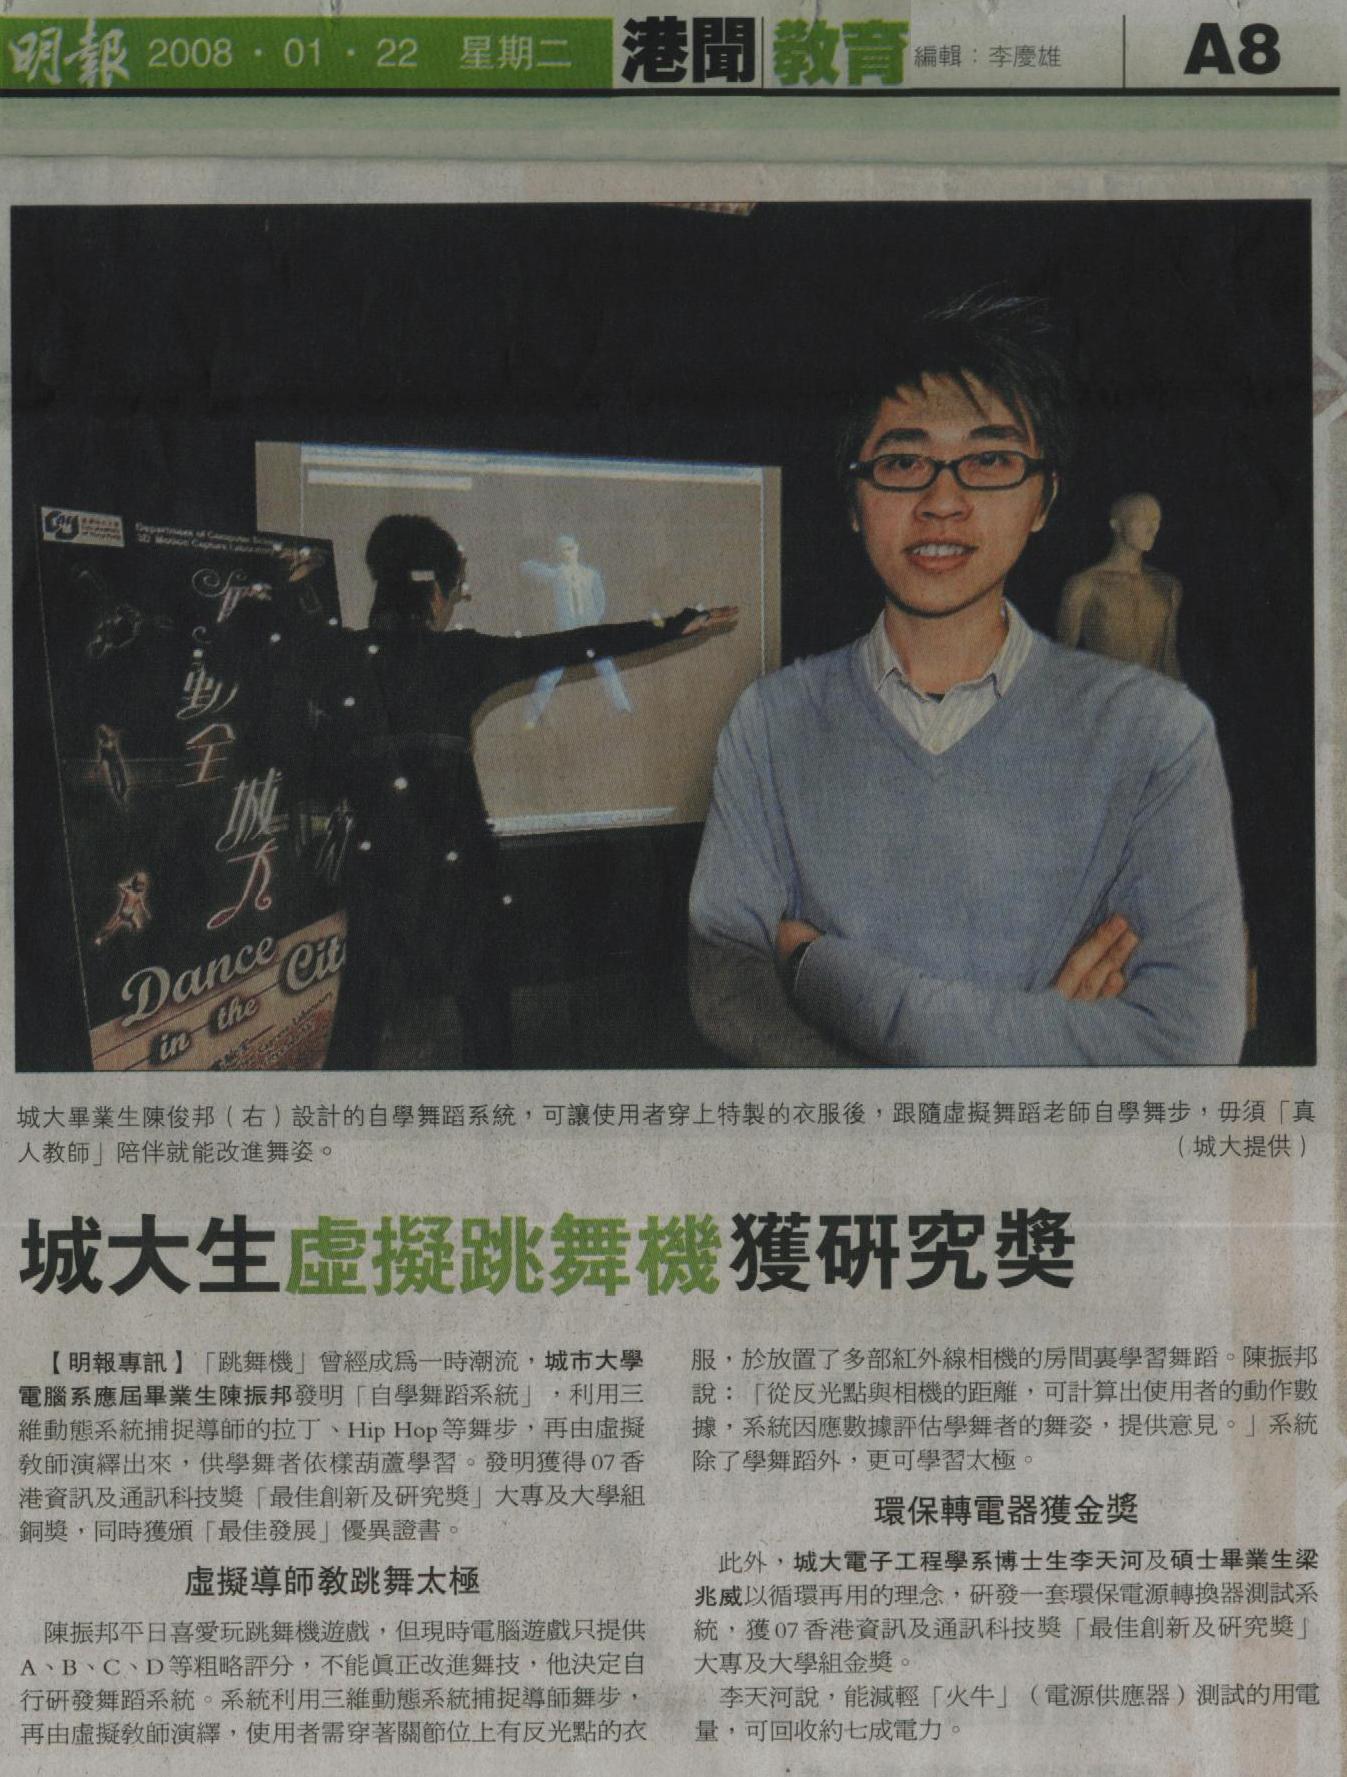 明報 2008 · 01 · 22 星期二 港聞 教育 編輯：李慶雄 A8
Department of Computer Science
3D Motion Capture Laboratory
動
全
城
Dance
in the City
城大畢業生陳俊邦（右）設計的自學舞蹈系統，可讓使用者穿上特製的衣服後，跟隨虛擬舞蹈老師自學舞步，毋須「真
人教師」陪伴就能改進舞姿。 （城大提供）
城大生虛擬跳舞機獲研究獎
【明報專訊】「跳舞機」曾經成為一時潮流，城市大學
電腦系應屆畢業生陳振邦發明「自學舞蹈系統」，利用三
維動態系統捕捉導師的拉丁、Hip Hop等舞步，再由虛擬
教師演繹出來，供學舞者依樣葫蘆學習。發明獲得07香
港資訊及通訊科技獎「最佳創新及研究獎」大專及大學組
銅獎，同時獲頒「最佳發展」優異證書。
虛擬導師教跳舞太極
陳振邦平日喜愛玩跳舞機遊戲，但現時電腦遊戲只提供
A、B、C、D等粗略評分，不能真正改進舞技，他決定自
行研發舞蹈系統。系統利用三維動態系統捕捉導師舞步，
再由虛擬教師演繹，使用者需穿著關節位上有反光點的衣
服，於放置了多部紅外線相機的房間裏學習舞蹈。陳振邦
說：「從反光點與相機的距離，可計算出使用者的動作數
據，系統因應數據評估學舞者的舞姿，提供意見。」系統
除了學舞蹈外，更可學習太極。
環保轉電器獲金獎
此外，城大電子工程學系博士生李天河及碩士畢業生梁
兆威以循環再用的理念，研發一套環保電源轉換器測試系
統，獲07香港資訊及通訊科技獎「最佳創新及研究獎」
大專及大學組金獎。
李天河說，能減輕「火牛」（電源供應器）測試的用電
量，可回收約七成電力。